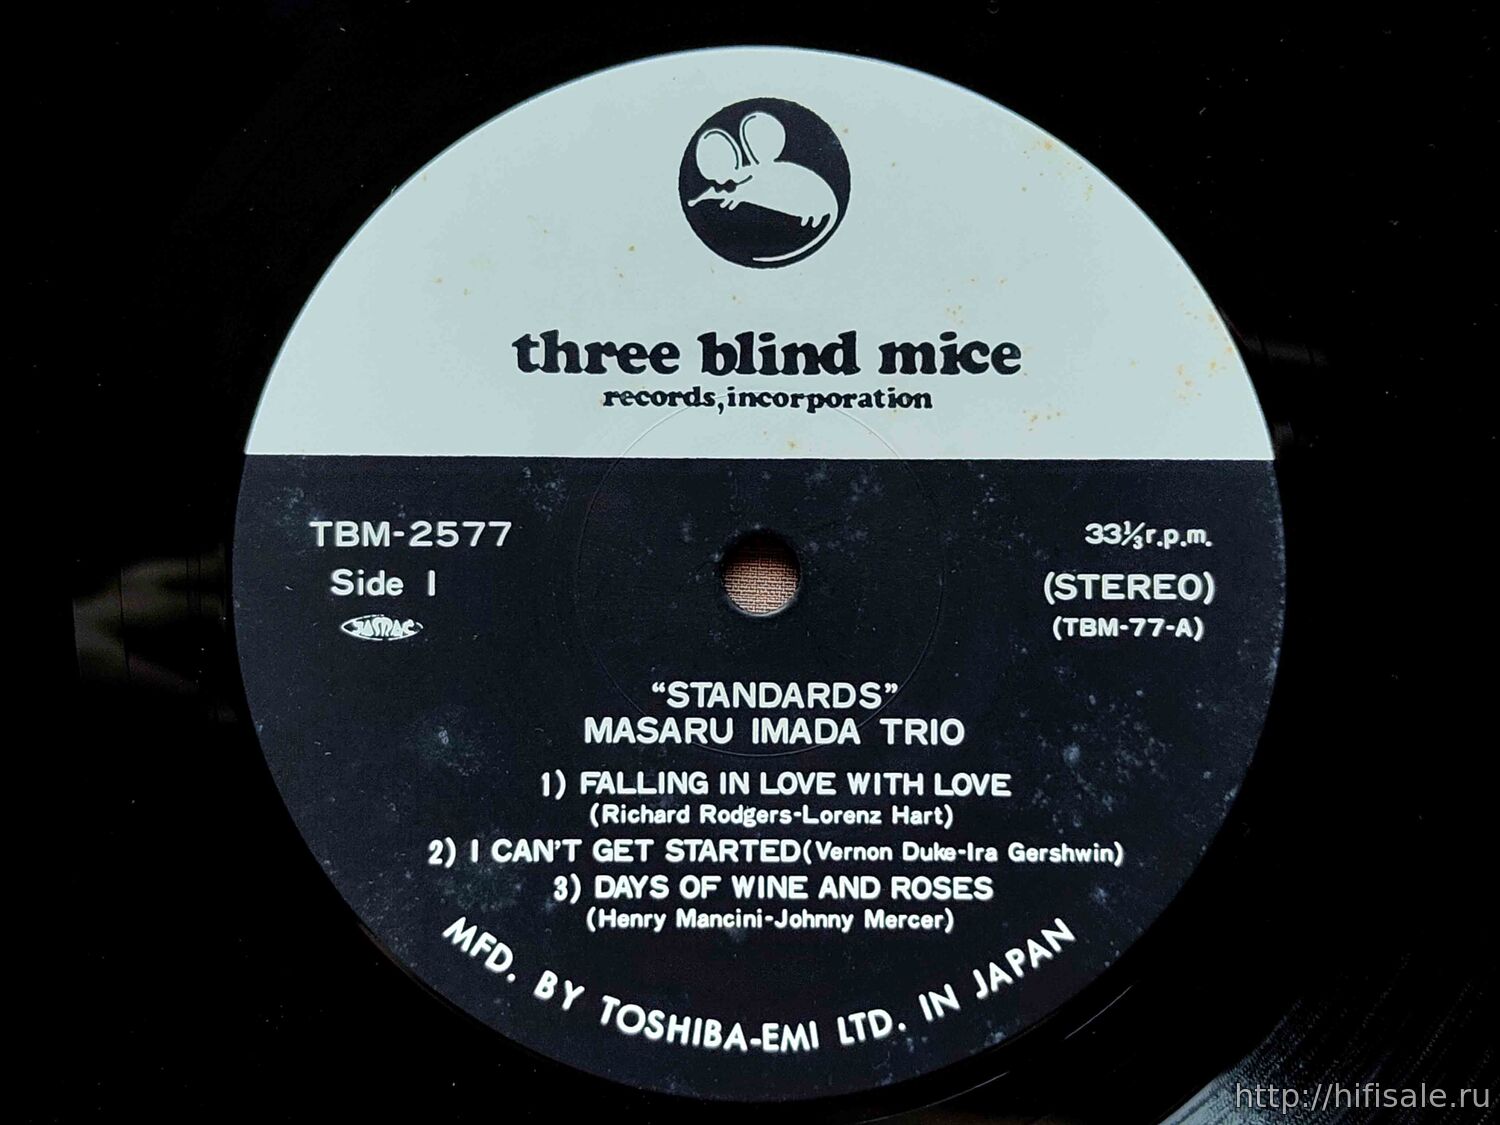 three blind mice
records, incorporation
TBM-2577
33⅓ r.p.m.
Side 1
(STEREO)
JASRAC
(TBM-77-A)
“STANDARDS”
MASARU IMADA TRIO
1) FALLING IN LOVE WITH LOVE
(Richard Rodgers-Lorenz Hart)
2) I CAN'T GET STARTED(Vernon Duke-Ira Gershwin)
3) DAYS OF WINE AND ROSES
(Henry Mancini-Johnny Mercer)
MFD. BY TOSHIBA-EMI LTD. IN JAPAN
http://hifisale.ru